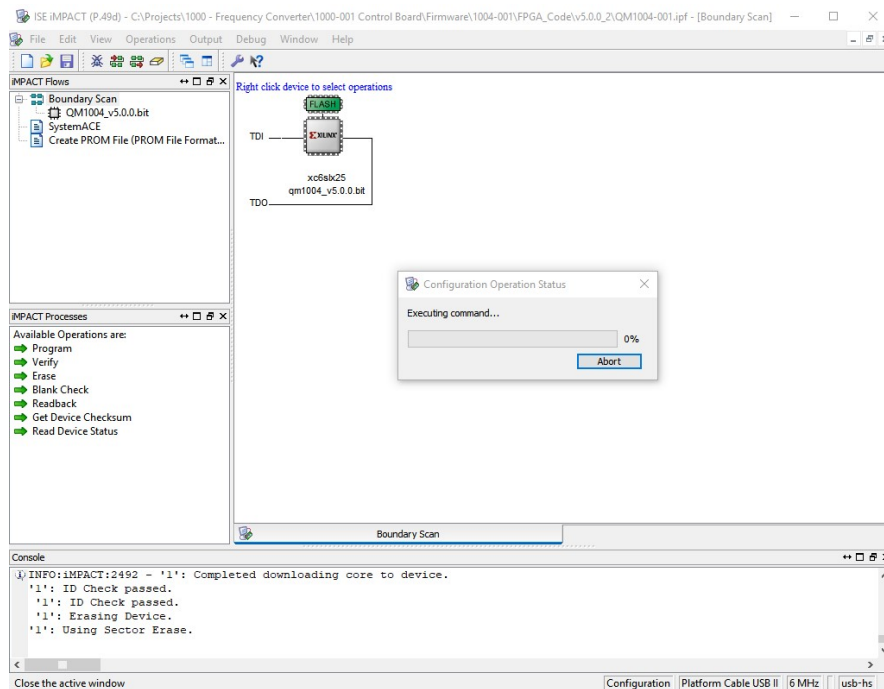 ISE iMPACT (P.49d) - C:\Projects\1000 - Frequency Converter\1000-001 Control Board\Firmware\1004-001\FPGA_Code\v5.0.0_2\QM1004-001.ipf - [Boundary Scan]
File Edit View Operations Output Debug Window Help
iMPACT Flows
Boundary Scan
QM1004_v5.0.0.bit
SystemACE
Create PROM File (PROM File Format...
Right click device to select operations
FLASH
TDI
XILINX
xc6slx25
qm1004_v5.0.0.bit
TDO
Configuration Operation Status
Executing command...
0%
Abort
iMPACT Processes
Available Operations are:
Program
Verify
Erase
Blank Check
Readback
Get Device Checksum
Read Device Status
Boundary Scan
Console
INFO:iMPACT:2492 - '1': Completed downloading core to device.
'1': ID Check passed.
'1': ID Check passed.
'1': Erasing Device.
'1': Using Sector Erase.
Close the active window
Configuration Platform Cable USB II 6 MHz usb-hs